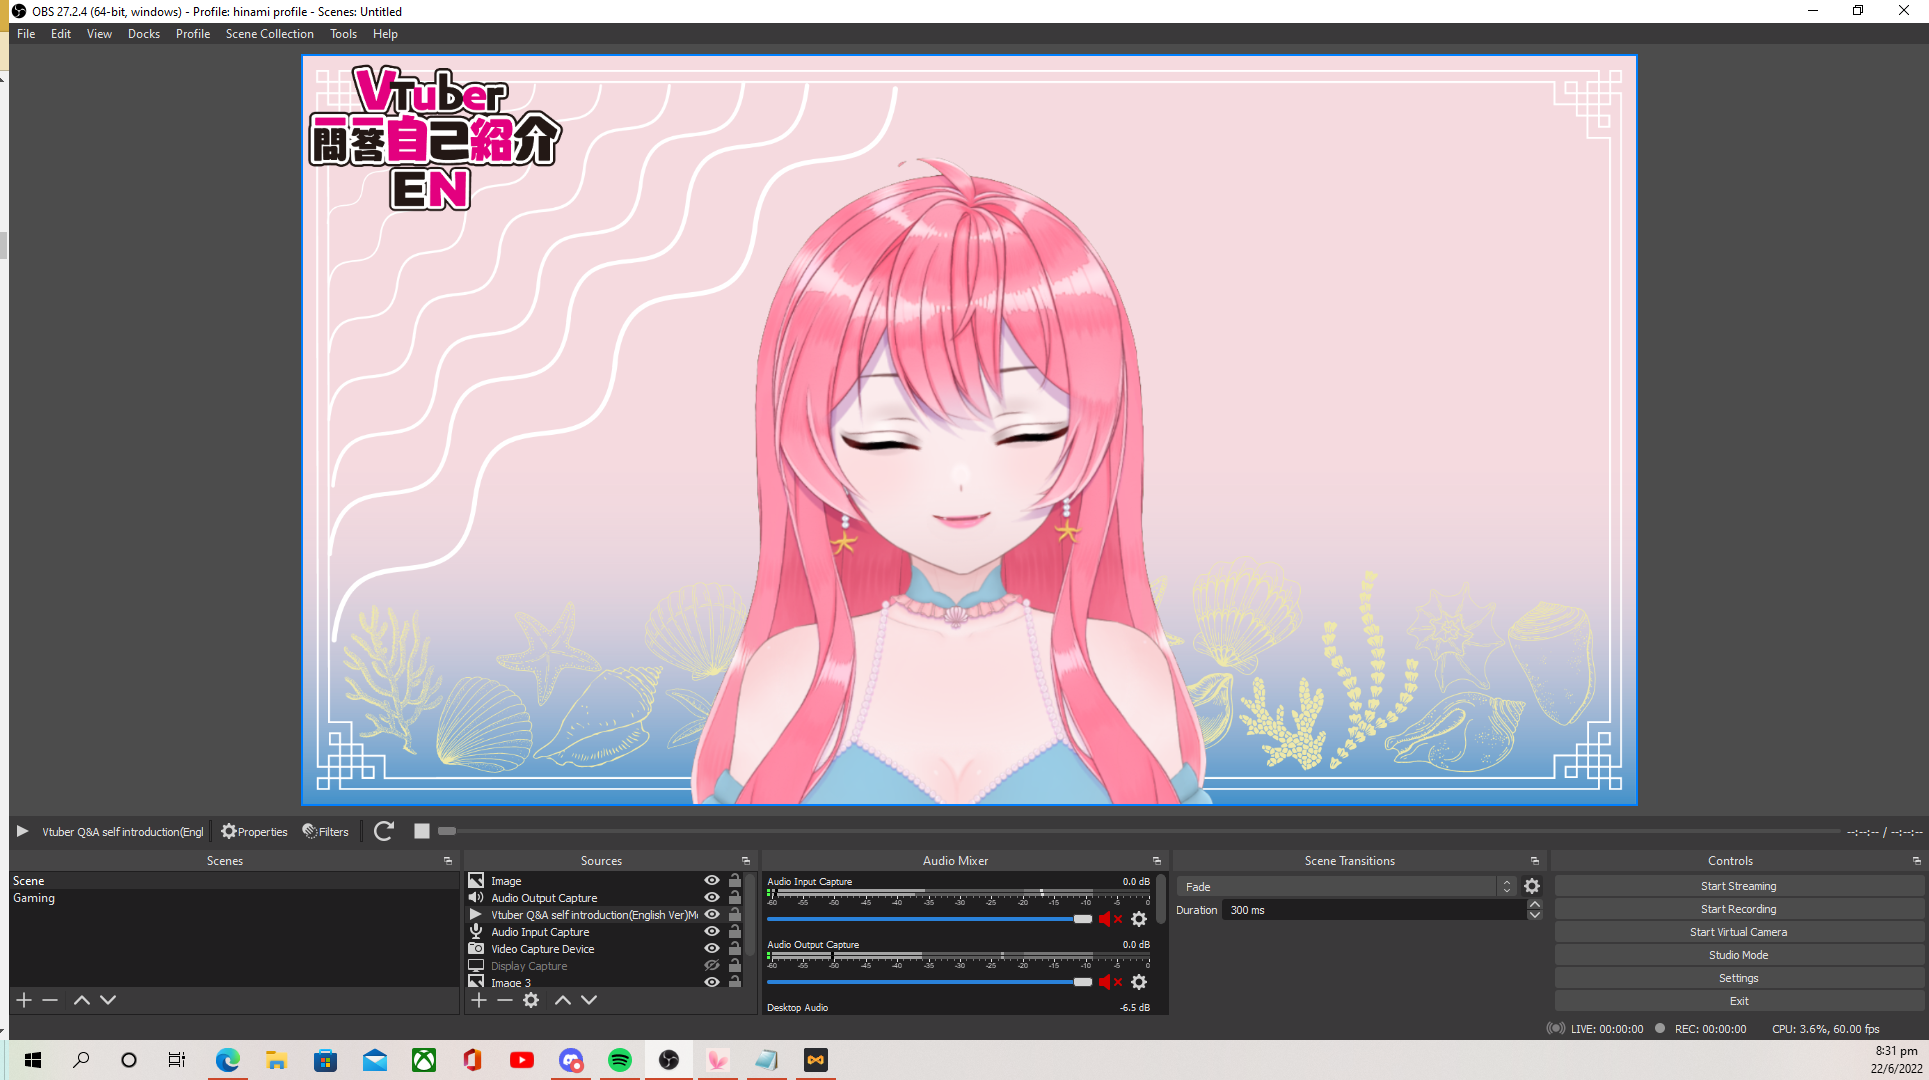 OBS 27.2.4 (64-bit, windows) - Profile: hinami profile - Scenes: Untitled
File Edit View Docks Profile Scene Collection Tools Help
VTuber
一問一答自己紹介
EN
Vtuber Q&A self introduction(Engl Properties Filters --:--:-- / --:--:--
Scenes
Scene
Gaming
Sources
Image
Audio Output Capture
Vtuber Q&A self introduction(English Ver)M
Audio Input Capture
Video Capture Device
Display Capture
Image 3
Audio Mixer
Audio Input Capture 0.0 dB
-60 -55 -50 -45 -40 -35 -30 -25 -20 -15 -10 -5 0
Audio Output Capture 0.0 dB
-60 -55 -50 -45 -40 -35 -30 -25 -20 -15 -10 -5 0
Desktop Audio -6.5 dB
Scene Transitions
Fade
Duration 300 ms
Controls
Start Streaming
Start Recording
Start Virtual Camera
Studio Mode
Settings
Exit
LIVE: 00:00:00 REC: 00:00:00 CPU: 3.6%, 60.00 fps
8:31 pm
22/6/2022